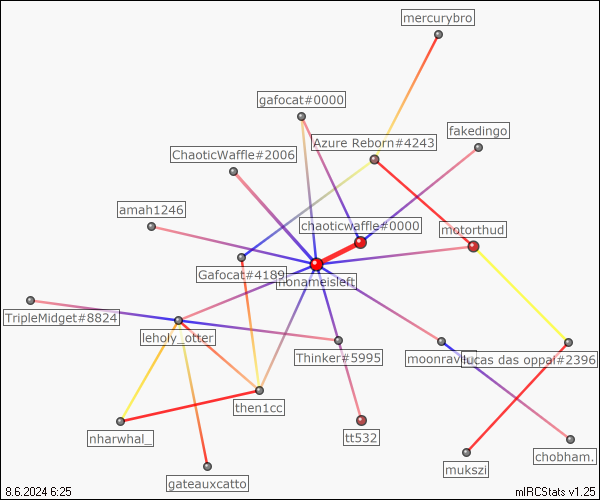 mercurybro
gafocat#0000
fakedingo
Azure Reborn#4243
ChaoticWaffle#2006
amah1246
chaoticwaffle#0000
motorthud
Gafocat#4189
nonameisleft
TripleMidget#8824
leholy_otter
Thinker#5995
lucas das oppai#2396
then1cc
nharwhal_
tt532
chobham.
mukszi
gateauxcatto
8.6.2024 6:25
mIRCStats v1.25